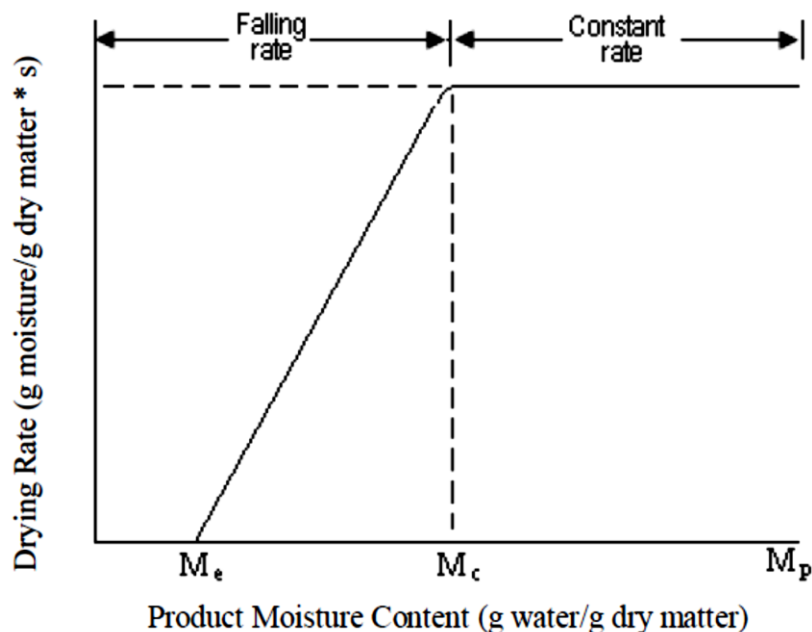 Falling
rate
Constant
rate
Drying Rate (g moisture/g dry matter * s)
Me
Mc
Mp
Product Moisture Content (g water/g dry matter)